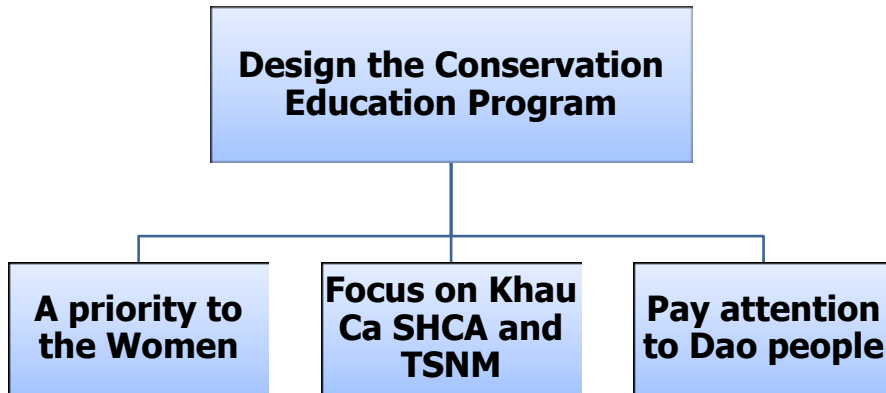 Design the Conservation
Education Program
A priority to
the Women
Focus on Khau
Ca SHCA and
TSNM
Pay attention
to Dao people